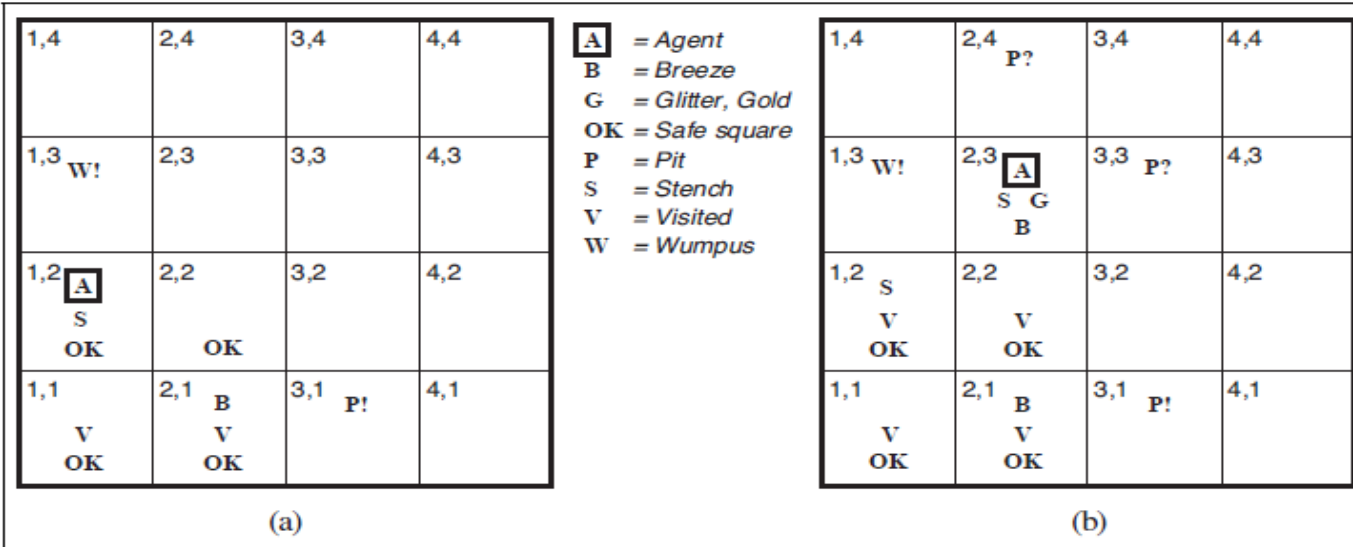 1,4 2,4 3,4 4,4
1,3 W! 2,3 3,3 4,3
1,2 A 2,2 3,2 4,2
S
OK OK
1,1 2,1 B 3,1 P! 4,1
V V
OK OK
(a)
A = Agent
B = Breeze
G = Glitter, Gold
OK = Safe square
P = Pit
S = Stench
V = Visited
W = Wumpus
1,4 2,4 P? 3,4 4,4
1,3 W! 2,3 A 3,3 P? 4,3
S G
B
1,2 S 2,2 3,2 4,2
V V
OK OK
1,1 2,1 B 3,1 P! 4,1
V V
OK OK
(b)